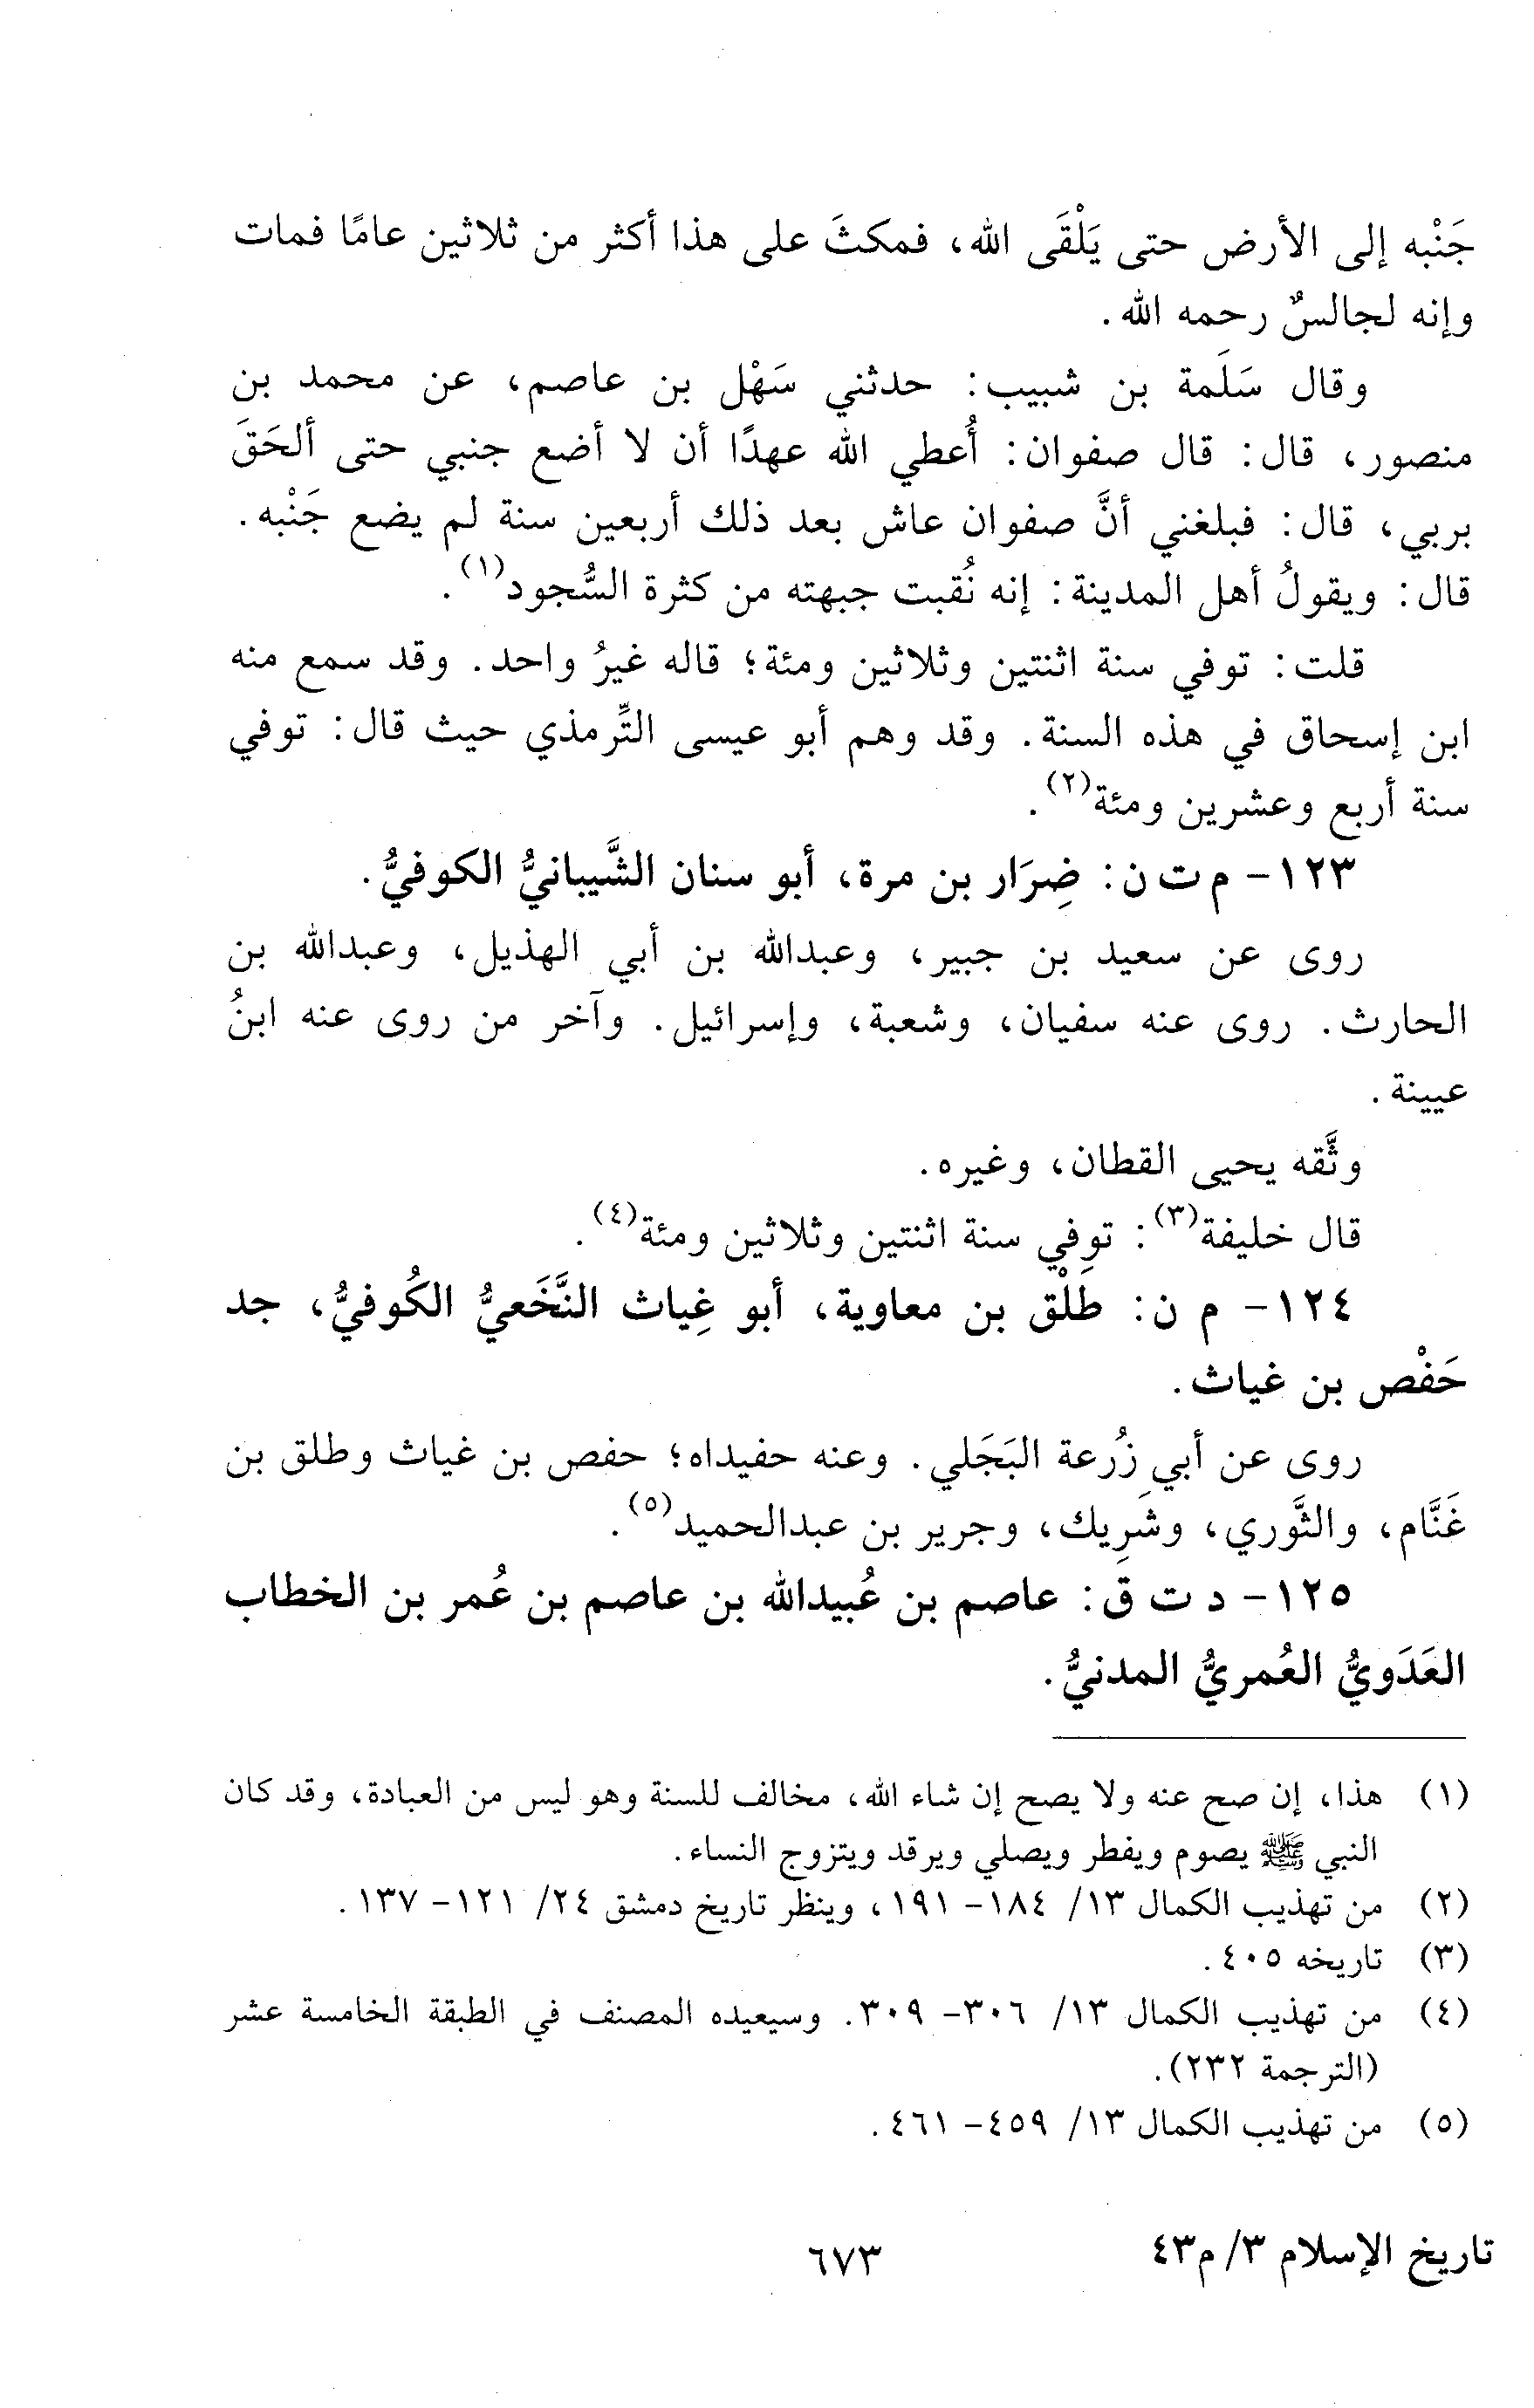 جَنْبه إلى الأرض حتى يَلْقَى الله، فمكثَ على هذا أكثر من ثلاثين عامًا فمات
وإنه لجالسٌ رحمه الله.
وقال سَلَمة بن شبيب: حدثني سَهْل بن عاصم، عن محمد بن
منصور، قال: قال صفوان: أُعطي الله عهدًا أن لا أضع جنبي حتى ألحَقَ
بربي، قال: فبلغني أنَّ صفوان عاش بعد ذلك أربعين سنة لم يضع جَنْبه.
قال: ويقولُ أهل المدينة: إنه نُقبت جبهته من كثرة السُّجود(١).
قلت: توفي سنة اثنتين وثلاثين ومئة؛ قاله غيرُ واحد. وقد سمع منه
ابن إسحاق في هذه السنة. وقد وهم أبو عيسى التِّرمذي حيث قال: توفي
سنة أربع وعشرين ومئة(٢).
١٢٣- م ت ن: ضِرَار بن مرة، أبو سنان الشَّيبانيُّ الكوفيُّ.
روى عن سعيد بن جبير، وعبدالله بن أبي الهذيل، وعبدالله بن
الحارث. روى عنه سفيان، وشعبة، وإسرائيل. وآخر من روى عنه ابنُ
عيينة.
وثَّقه يحيى القطان، وغيره.
قال خليفة(٣): توفي سنة اثنتين وثلاثين ومئة(٤).
١٢٤- م ن: طَلْق بن معاوية، أبو غِياث النَّخَعيُّ الكُوفيُّ، جد
حَفْص بن غياث.
روى عن أبي زُرعة البَجَلي. وعنه حفيداه؛ حفص بن غياث وطلق بن
غَنَّام، والثَّوري، وشَرِيك، وجرير بن عبدالحميد(٥).
١٢٥- د ت ق: عاصم بن عُبيدالله بن عاصم بن عُمر بن الخطاب
العَدَويُّ العُمريُّ المدنيُّ.
(١) هذا، إن صح عنه ولا يصح إن شاء الله، مخالف للسنة وهو ليس من العبادة، وقد كان
النبي ﷺ يصوم ويفطر ويصلي ويرقد ويتزوج النساء.
(٢) من تهذيب الكمال ١٣/ ١٨٤- ١٩١، وينظر تاريخ دمشق ٢٤/ ١٢١- ١٣٧.
(٣) تاريخه ٤٠٥.
(٤) من تهذيب الكمال ١٣/ ٣٠٦- ٣٠٩. وسيعيده المصنف في الطبقة الخامسة عشر
(الترجمة ٢٣٢).
(٥) من تهذيب الكمال ١٣/ ٤٥٩- ٤٦١.
تاريخ الإسلام ٣/ م٤٣
٦٧٣